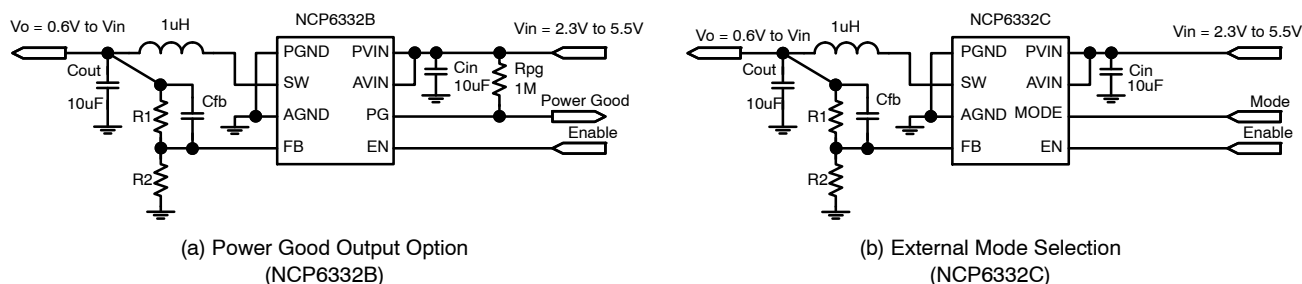 Vo = 0.6V to Vin
1uH
NCP6332B
Vin = 2.3V to 5.5V
PGND
PVIN
Cout
10uF
SW
AVIN
Cin
10uF
Rpg
1M
Cfb
R1
AGND
PG
Power Good
FB
EN
Enable
R2
(a) Power Good Output Option
(NCP6332B)
Vo = 0.6V to Vin
1uH
NCP6332C
Vin = 2.3V to 5.5V
PGND
PVIN
Cout
10uF
SW
AVIN
Cin
10uF
Cfb
R1
AGND
MODE
Mode
FB
EN
Enable
R2
(b) External Mode Selection
(NCP6332C)